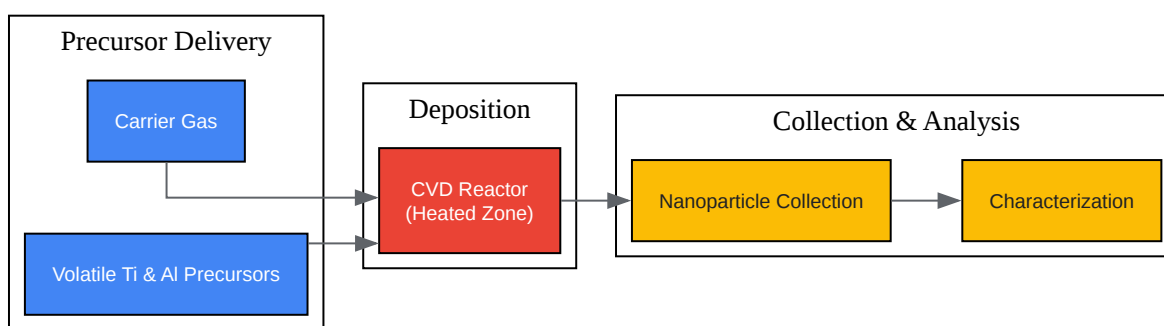 Precursor Delivery
Carrier Gas
Volatile Ti & Al Precursors
Deposition
CVD Reactor
(Heated Zone)
Collection & Analysis
Nanoparticle Collection
Characterization